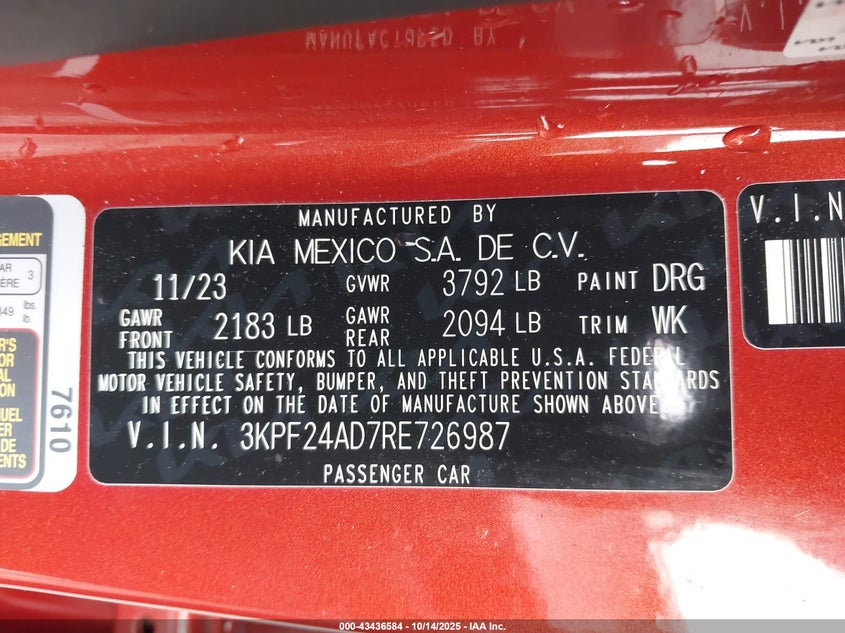 MANUFACTURED BY
KIA MEXICO S.A. DE C.V.
11/23 GVWR 3792 LB PAINT DRG
GAWR FRONT 2183 LB GAWR REAR 2094 LB TRIM WK
THIS VEHICLE CONFORMS TO ALL APPLICABLE U.S.A. FEDERAL
MOTOR VEHICLE SAFETY, BUMPER, AND THEFT PREVENTION STANDARDS
IN EFFECT ON THE DATE OF MANUFACTURE SHOWN ABOVE.
V.I.N. 3KPF24AD7RE726987
PASSENGER CAR
7610
3
lbs.
lb.
V.I.N
000-43436584 - 10/14/2025 - IAA Inc.